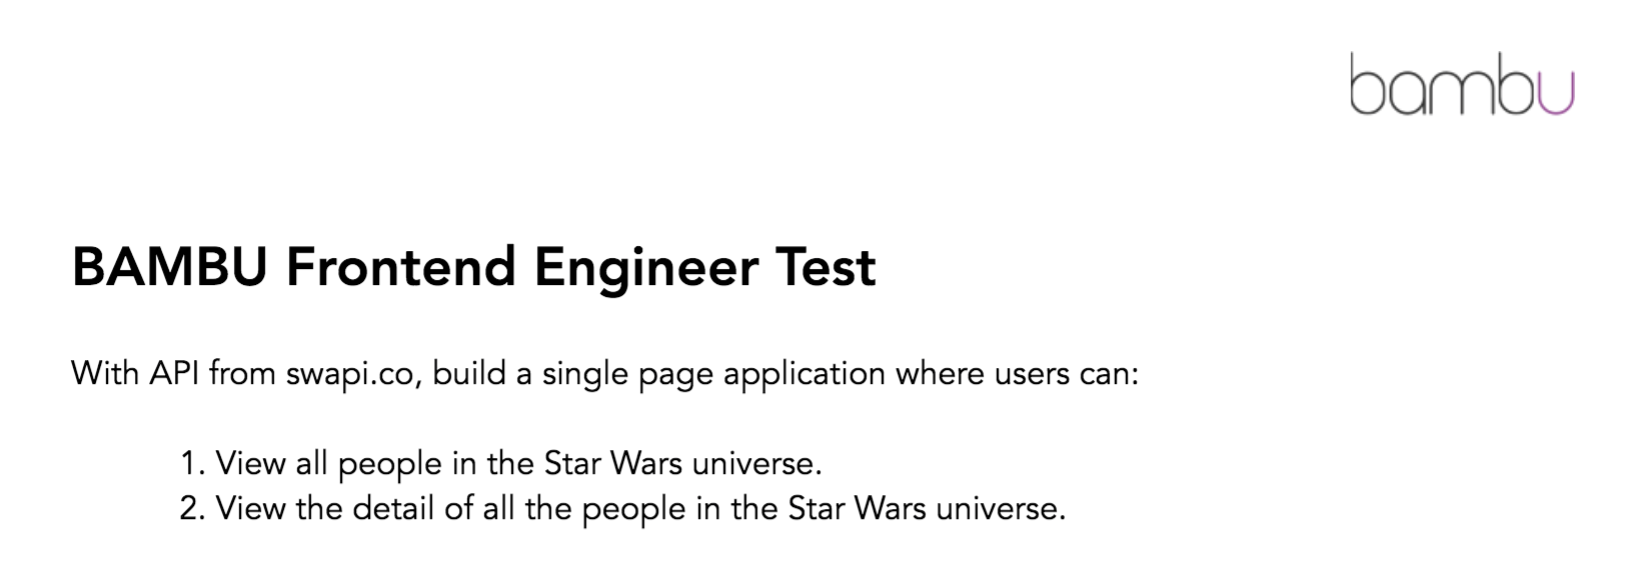 bambu
BAMBU Frontend Engineer Test
With API from swapi.co, build a single page application where users can:
1. View all people in the Star Wars universe.
2. View the detail of all the people in the Star Wars universe.